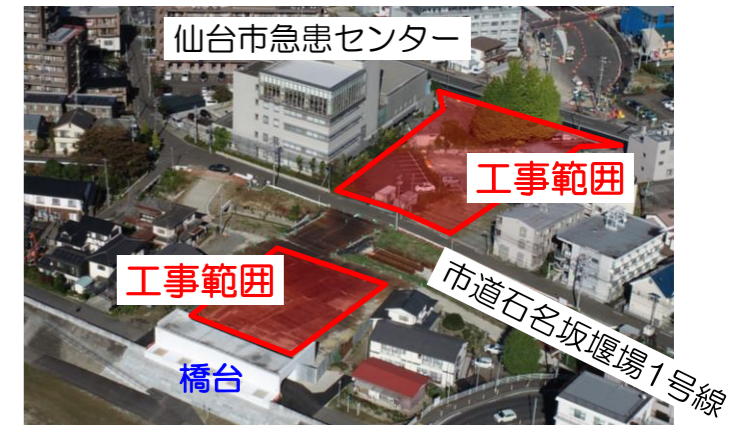 仙台市急患センター
工事範囲
工事範囲
市道石名坂堰場1号線
橋台